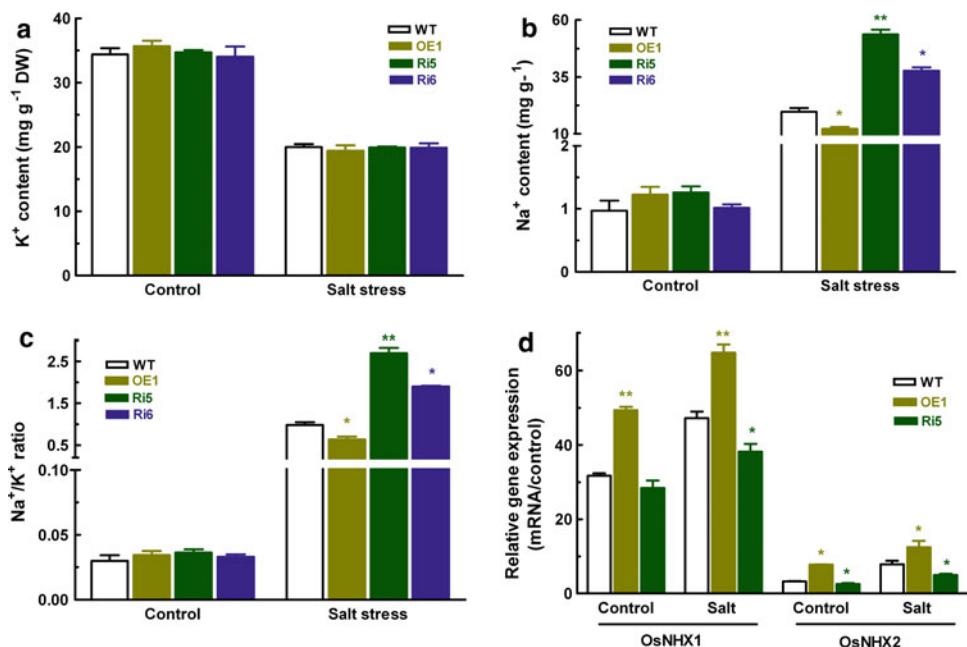 a
K⁺ content (mg g⁻¹ DW)
40
30
20
10
0
WT
OE1
Ri5
Ri6
Control
Salt stress
b
Na⁺ content (mg g-¹)
60
35
10
2
1
0
WT
OE1
Ri5
Ri6
*
**
*
Control
Salt stress
c
Na⁺/K⁺ ratio
2.5
1.5
0.5
0.10
0.05
0.00
WT
OE1
Ri5
Ri6
*
**
*
Control
Salt stress
d
Relative gene expression
(mRNA/control)
60
40
20
0
WT
OE1
Ri5
**
**
*
*
*
*
*
Control
Salt
Control
Salt
OsNHX1
OsNHX2